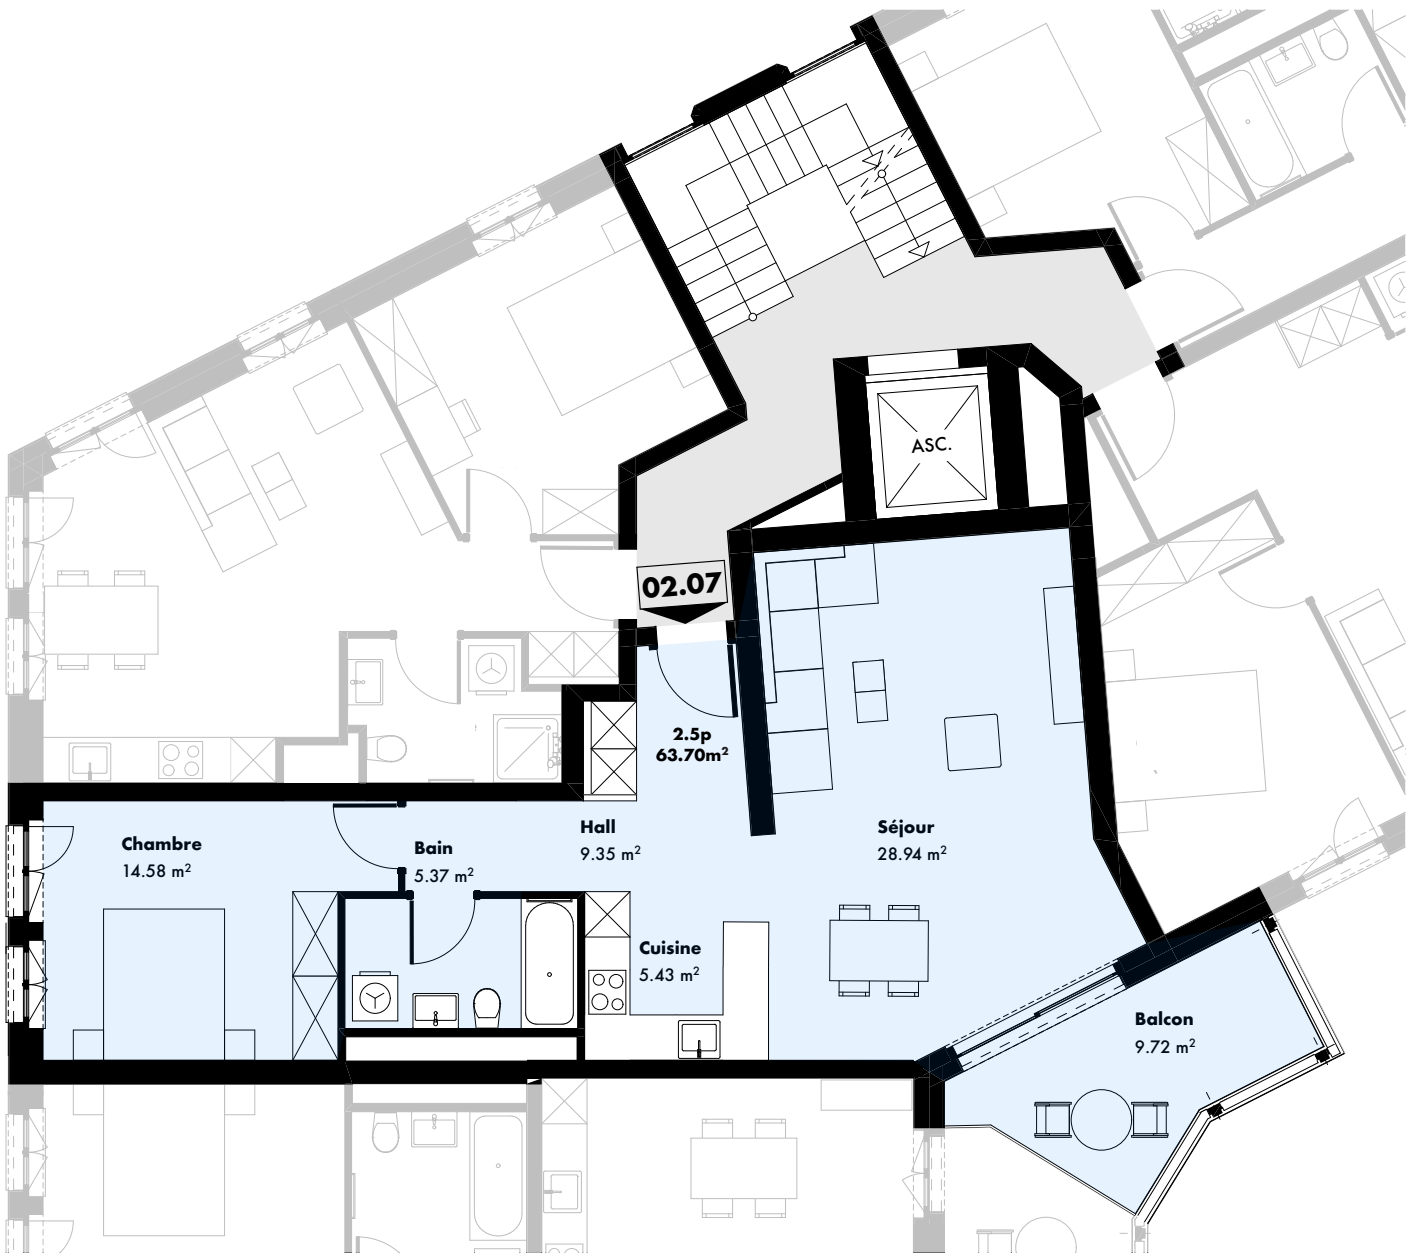 ASC.
02.07
2.5p
63.70m²
Chambre
14.58 m²
Bain
5.37 m²
Hall
9.35 m²
Séjour
28.94 m²
Cuisine
5.43 m²
Balcon
9.72 m²